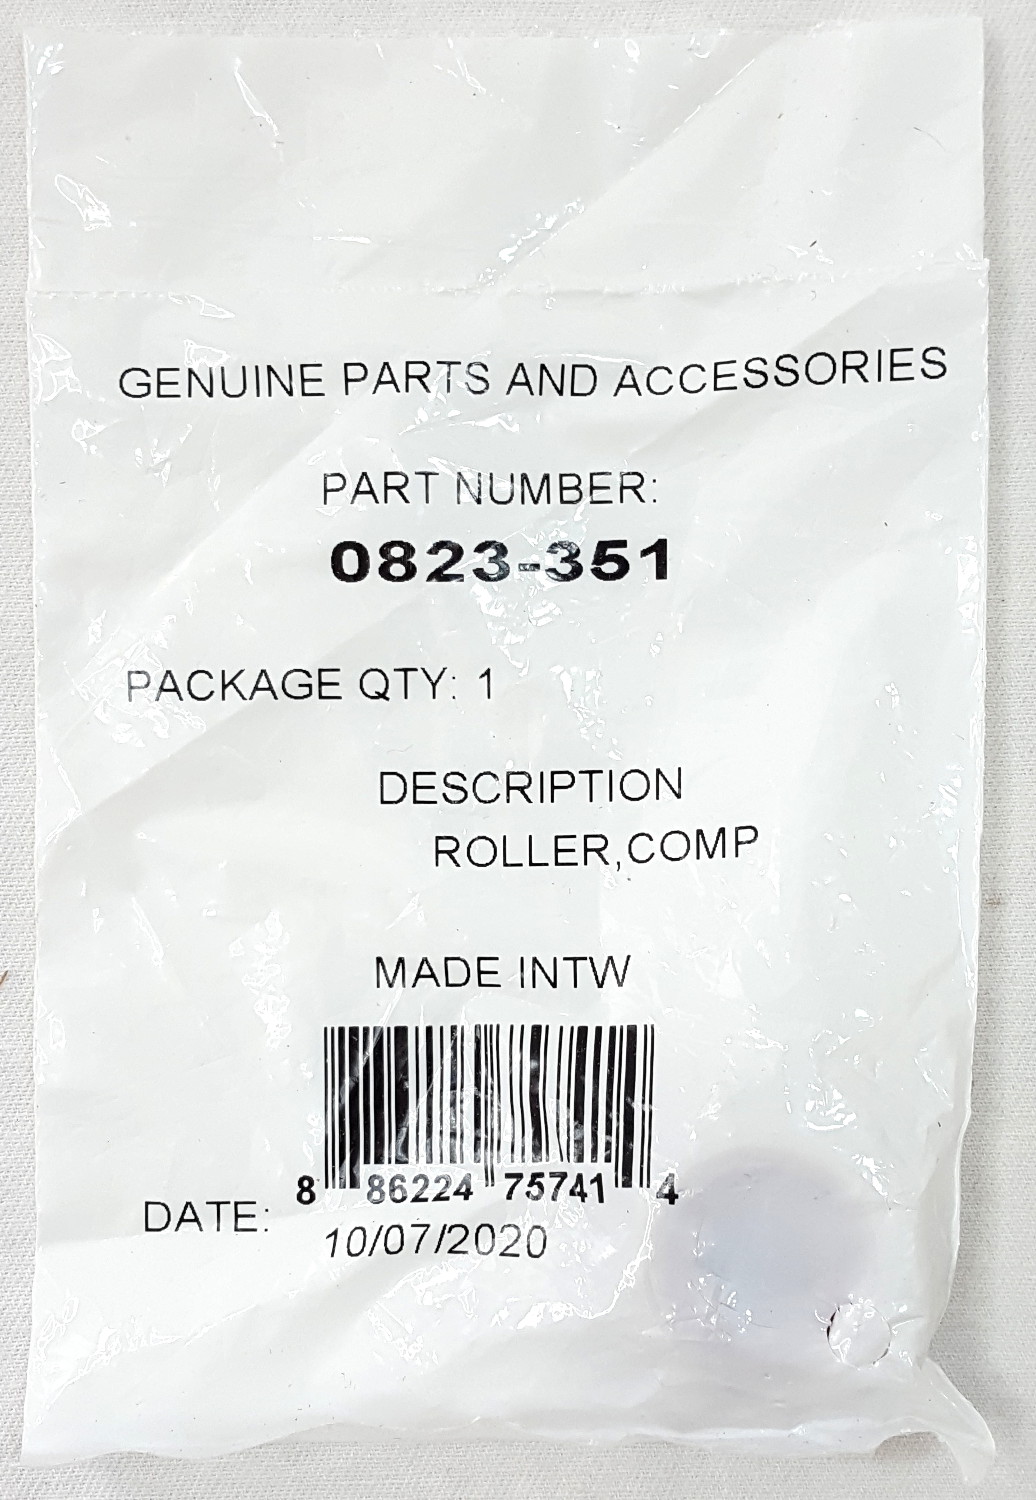 GENUINE PARTS AND ACCESSORIES
PART NUMBER:
0823-351
PACKAGE QTY: 1
DESCRIPTION
ROLLER,COMP
MADE INTW
8 86224 75741 4
DATE: 10/07/2020